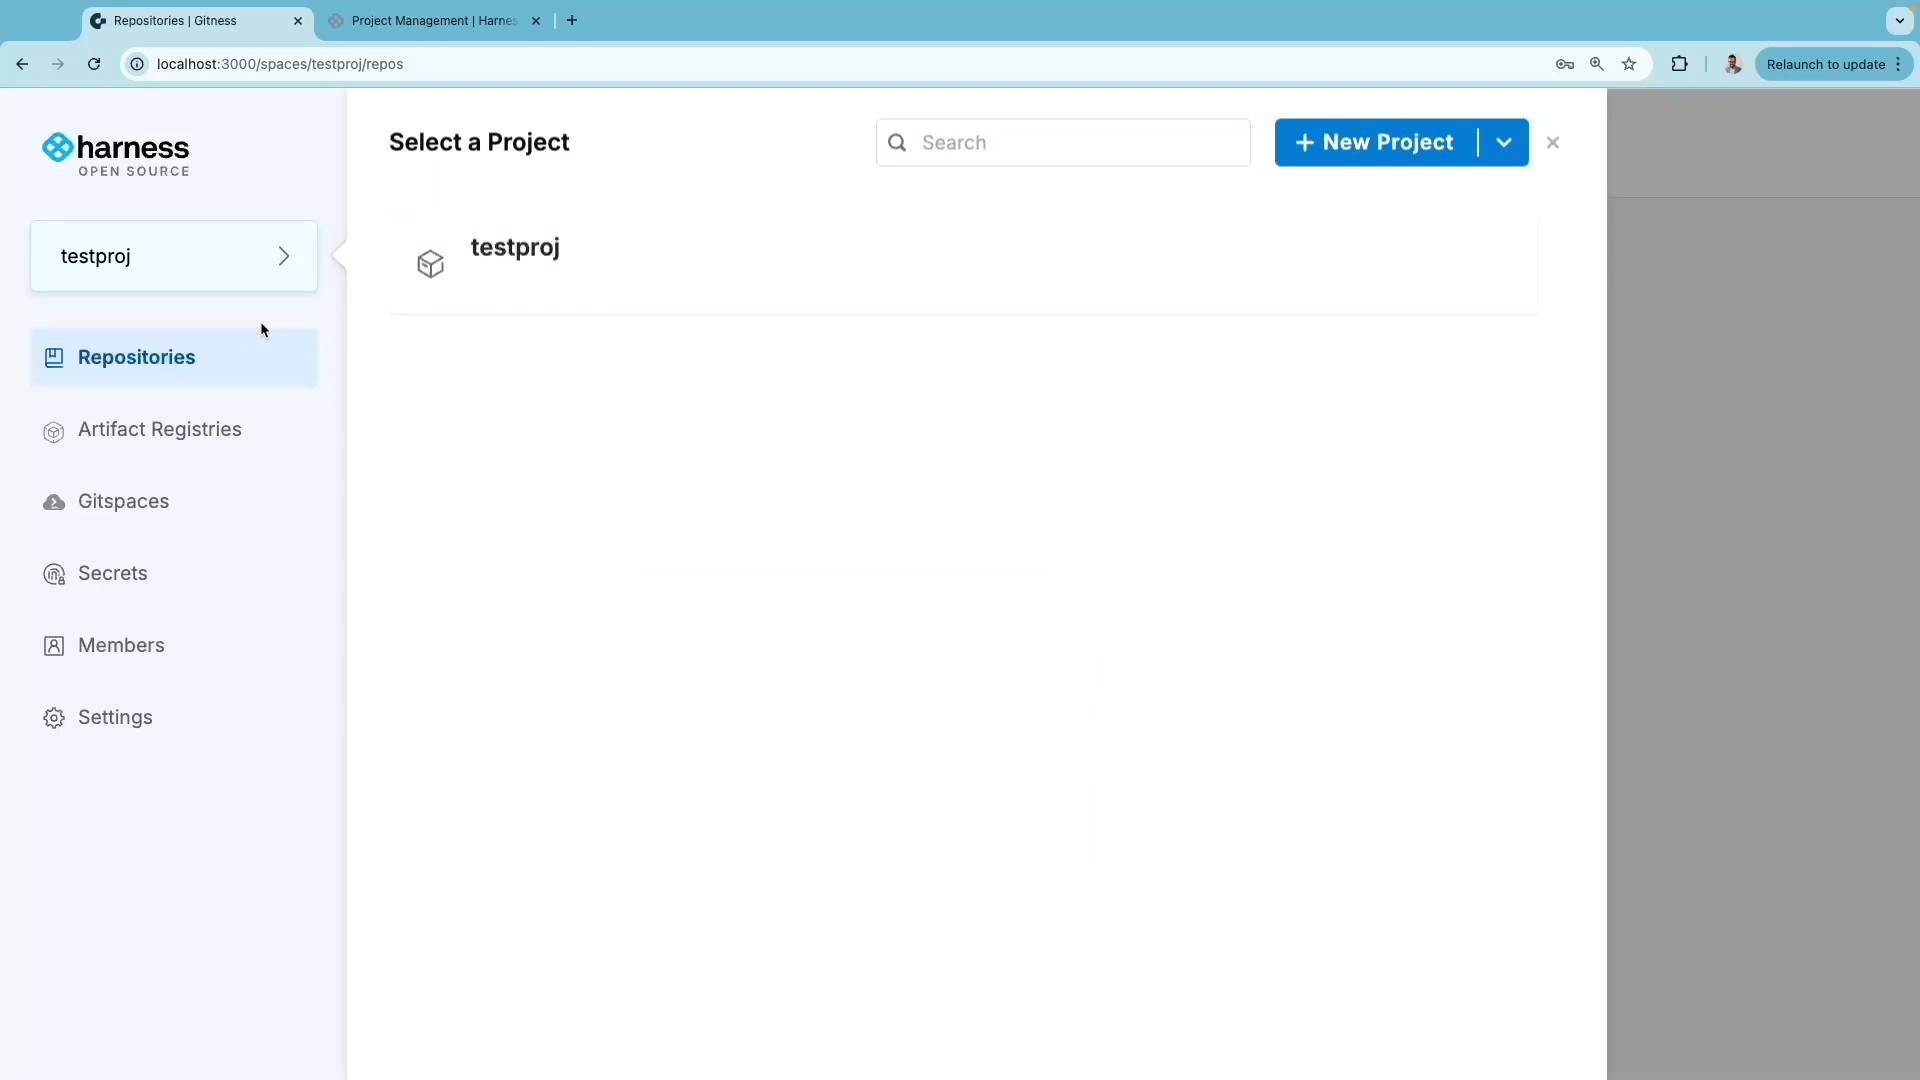 Repositories | Gitness
Project Management | Harnes
localhost:3000/spaces/testproj/repos
Relaunch to update
harness
OPEN SOURCE
testproj
Repositories
Artifact Registries
Gitspaces
Secrets
Members
Settings
Select a Project
Search
New Project
testproj